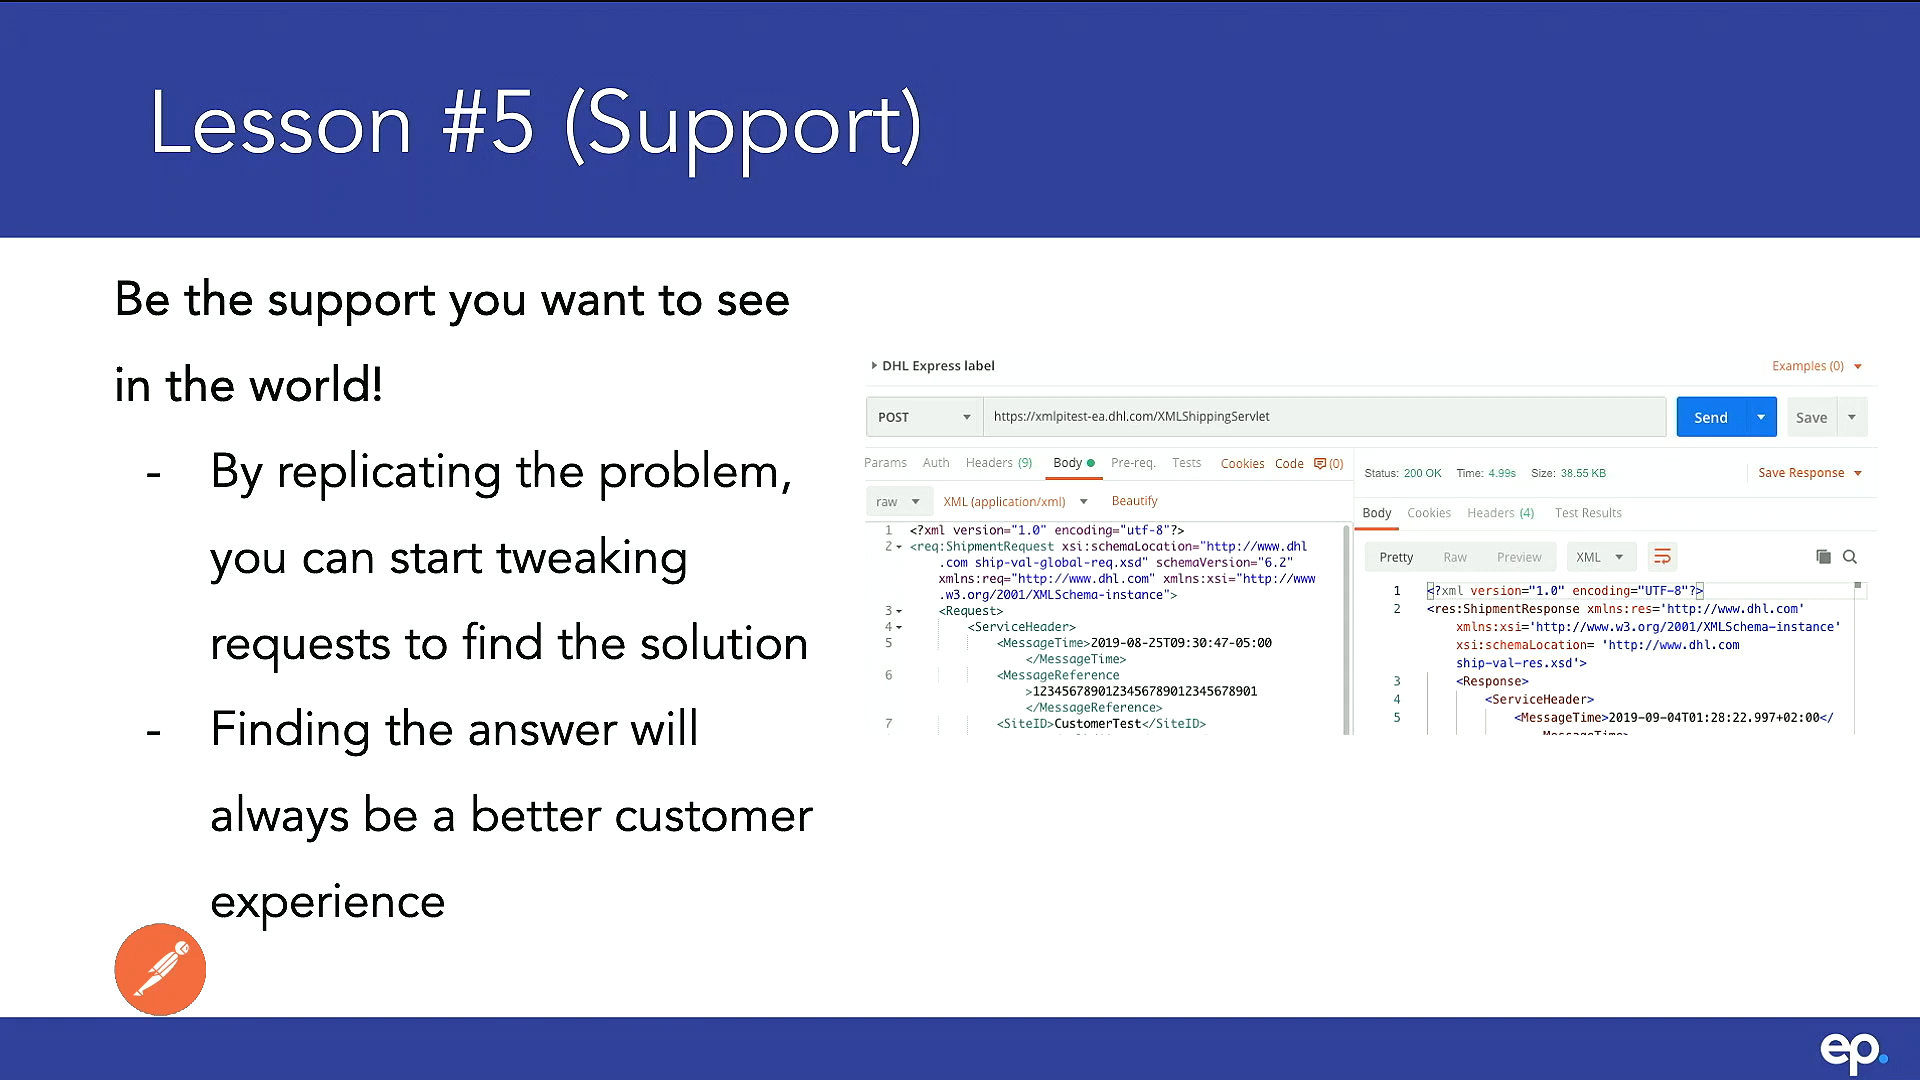 Lesson #5 (Support)
Be the support you want to see
in the world!
- By replicating the problem,
you can start tweaking
requests to find the solution
- Finding the answer will
always be a better customer
experience
DHL Express label
Examples (0)
POST
https://xmlpitest-ea.dhl.com/XMLShippingServlet
Send
Save
Params Auth Headers (9) Body Pre-req. Tests Cookies Code (0)
raw XML (application/xml) Beautify
1 <?xml version="1.0" encoding="utf-8"?>
2 <req:ShipmentRequest xsi:schemaLocation="http://www.dhl
.com ship-val-global-req.xsd" schemaVersion="6.2"
xmlns:req="http://www.dhl.com" xmlns:xsi="http://www
.w3.org/2001/XMLSchema-instance">
3 <Request>
4 <ServiceHeader>
5 <MessageTime>2019-08-25T09:30:47-05:00
</MessageTime>
6 <MessageReference
>1234567890123456789012345678901
</MessageReference>
7 <SiteID>CustomerTest</SiteID>
Status: 200 OK Time: 4.99s Size: 38.55 KB Save Response
Body Cookies Headers (4) Test Results
Pretty Raw Preview XML
1 <?xml version="1.0" encoding="UTF-8"?>
2 <res:ShipmentResponse xmlns:res='http://www.dhl.com'
xmlns:xsi='http://www.w3.org/2001/XMLSchema-instance'
xsi:schemaLocation= 'http://www.dhl.com
ship-val-res.xsd'>
3 <Response>
4 <ServiceHeader>
5 <MessageTime>2019-09-04T01:28:22.997+02:00</
MessageTime>
ep.